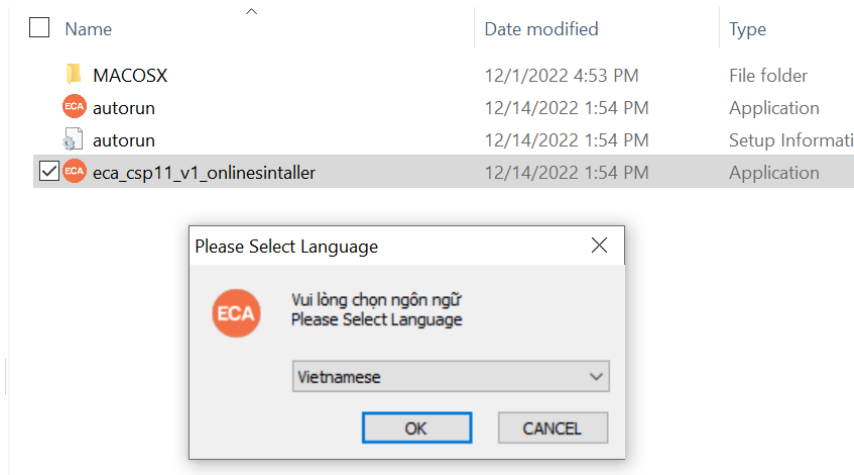 Name Date modified Type
MACOSX 12/1/2022 4:53 PM File folder
ECA autorun 12/14/2022 1:54 PM Application
autorun 12/14/2022 1:54 PM Setup Informati
ECA eca_csp11_v1_onlinesintaller 12/14/2022 1:54 PM Application
Please Select Language
ECA
Vui lòng chọn ngôn ngữ
Please Select Language
Vietnamese
OK CANCEL